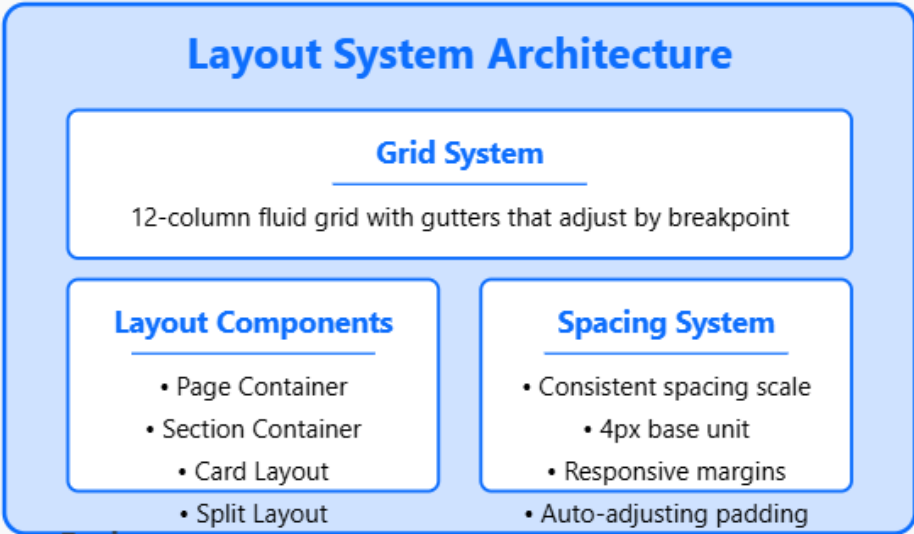 Layout System Architecture
Grid System
12-column fluid grid with gutters that adjust by breakpoint
Layout Components
• Page Container
• Section Container
• Card Layout
• Split Layout
Spacing System
• Consistent spacing scale
• 4px base unit
• Responsive margins
• Auto-adjusting padding